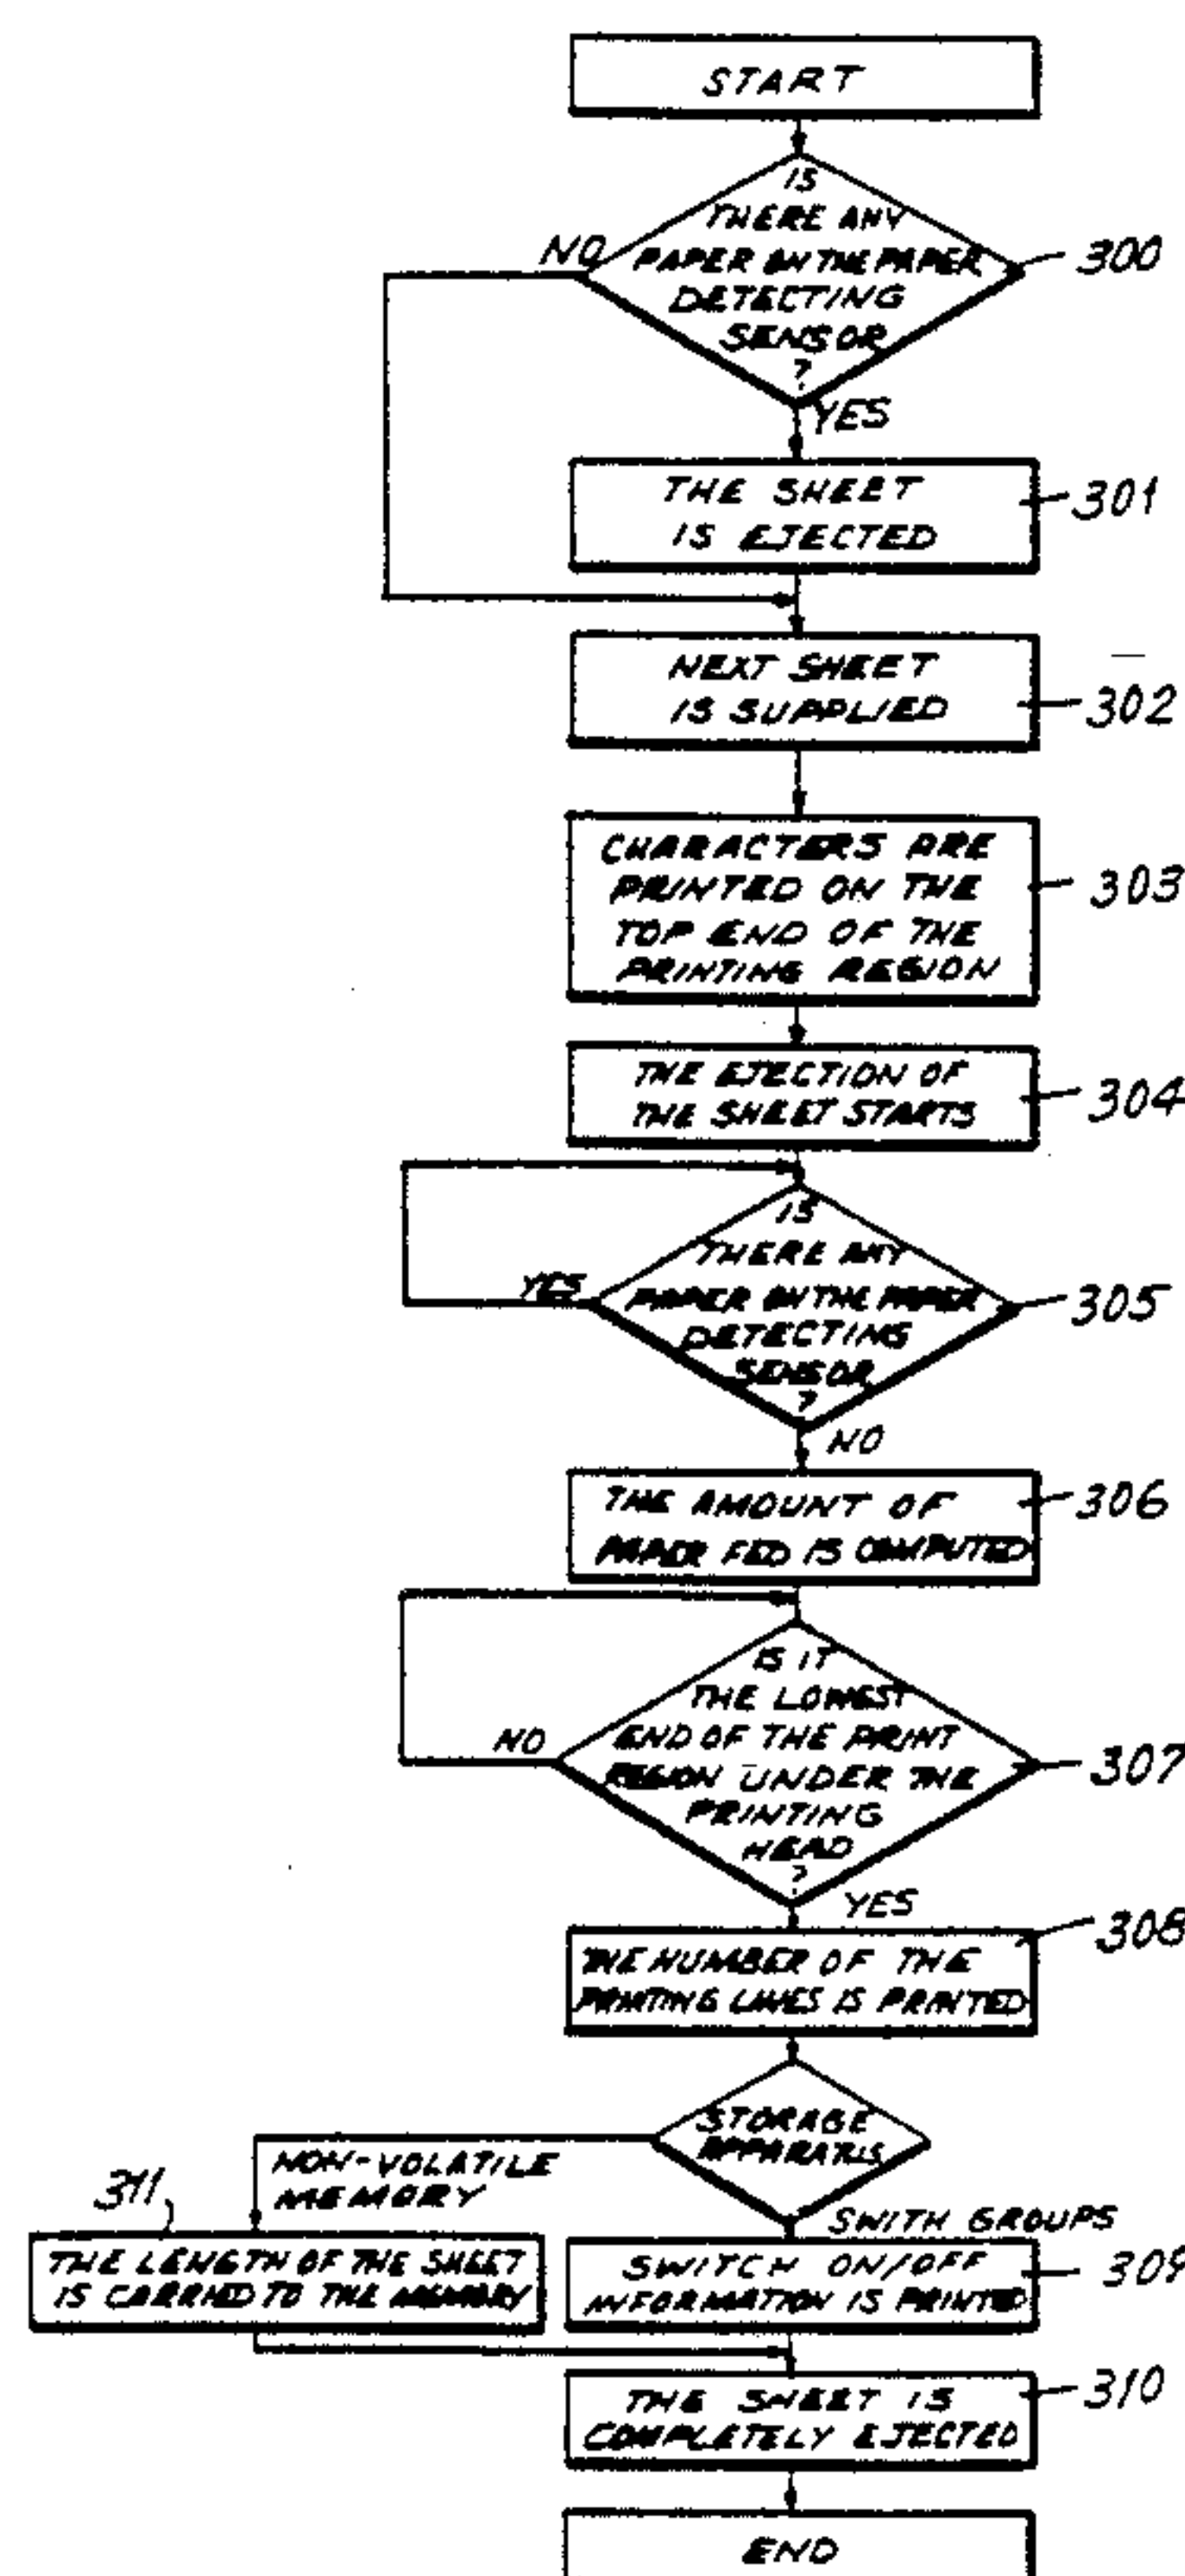 START
IS
THERE ANY
PAPER ON THE PAPER
DETECTING
SENSOR
?
300
NO
YES
THE SHEET
IS EJECTED
301
NEXT SHEET
IS SUPPLIED
302
CHARACTERS ARE
PRINTED ON THE
TOP END OF THE
PRINTING REGION
303
THE EJECTION OF
THE SHEET STARTS
304
IS
THERE ANY
PAPER ON THE PAPER
DETECTING
SENSOR
?
305
YES
NO
THE AMOUNT OF
PAPER FED IS COMPUTED
306
IS IT
THE LOWEST
END OF THE PRINT
REGION UNDER THE
PRINTING
HEAD
?
307
NO
YES
THE NUMBER OF THE
PRINTING LINES IS PRINTED
308
STORAGE
APPARATUS
NON-VOLATILE
MEMORY
SWITH GROUPS
311
THE LENGTH OF THE SHEET
IS CARRIED TO THE MEMORY
SWITCH ON/OFF
INFORMATION IS PRINTED
309
THE SHEET IS
COMPLETELY EJECTED
310
END